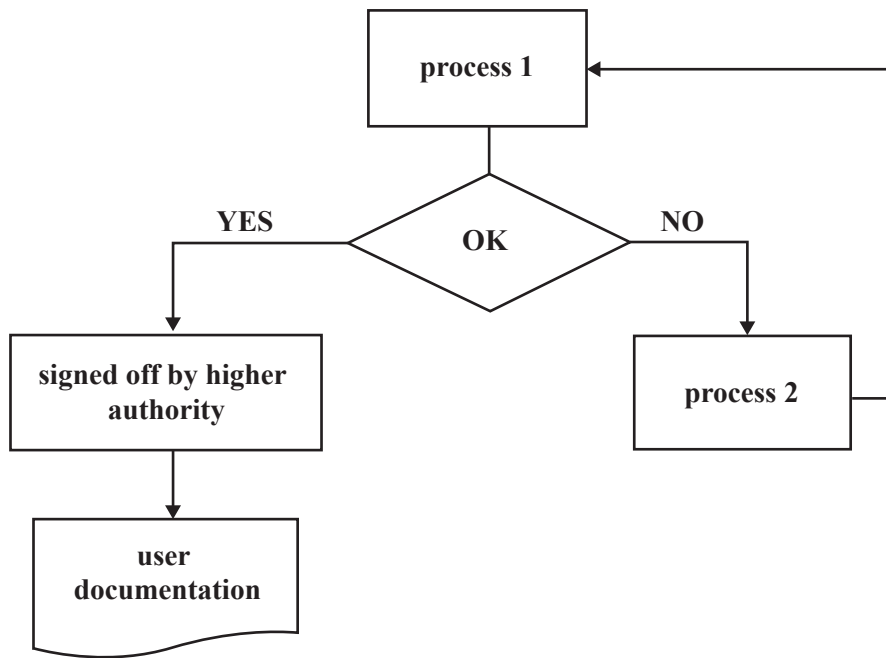 process 1
YES
OK
NO
signed off by higher
authority
process 2
user
documentation